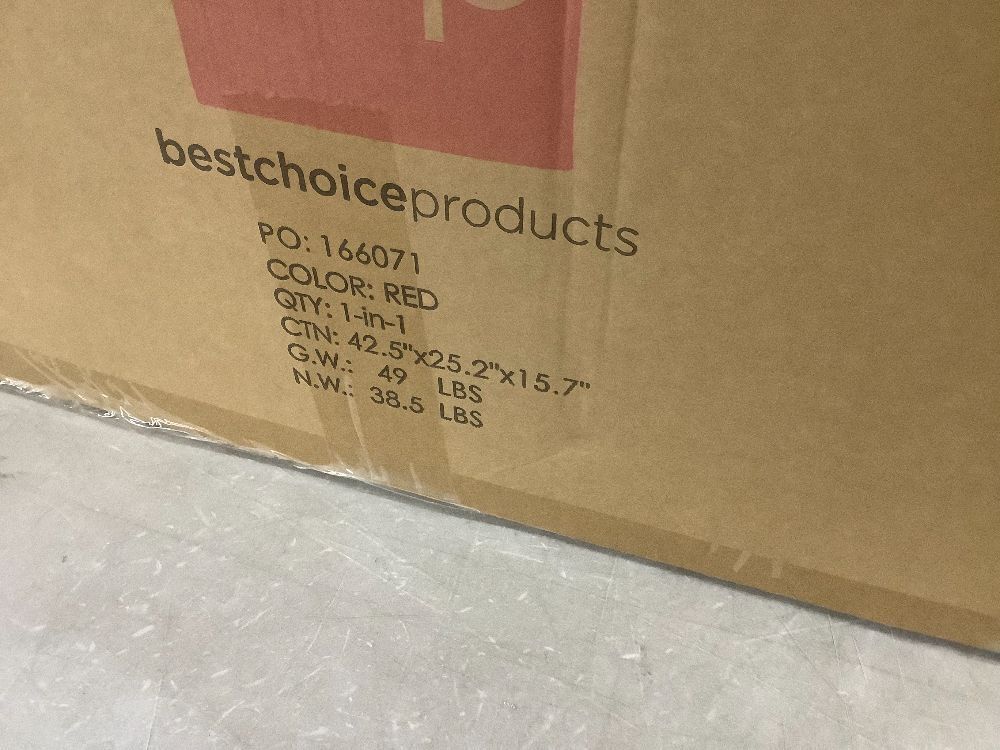 bestchoiceproducts
PO: 166071
COLOR: RED
QTY: 1-in-1
CTN: 42.5"x25.2"x15.7"
G.W.: 49 LBS
N.W.: 38.5 LBS